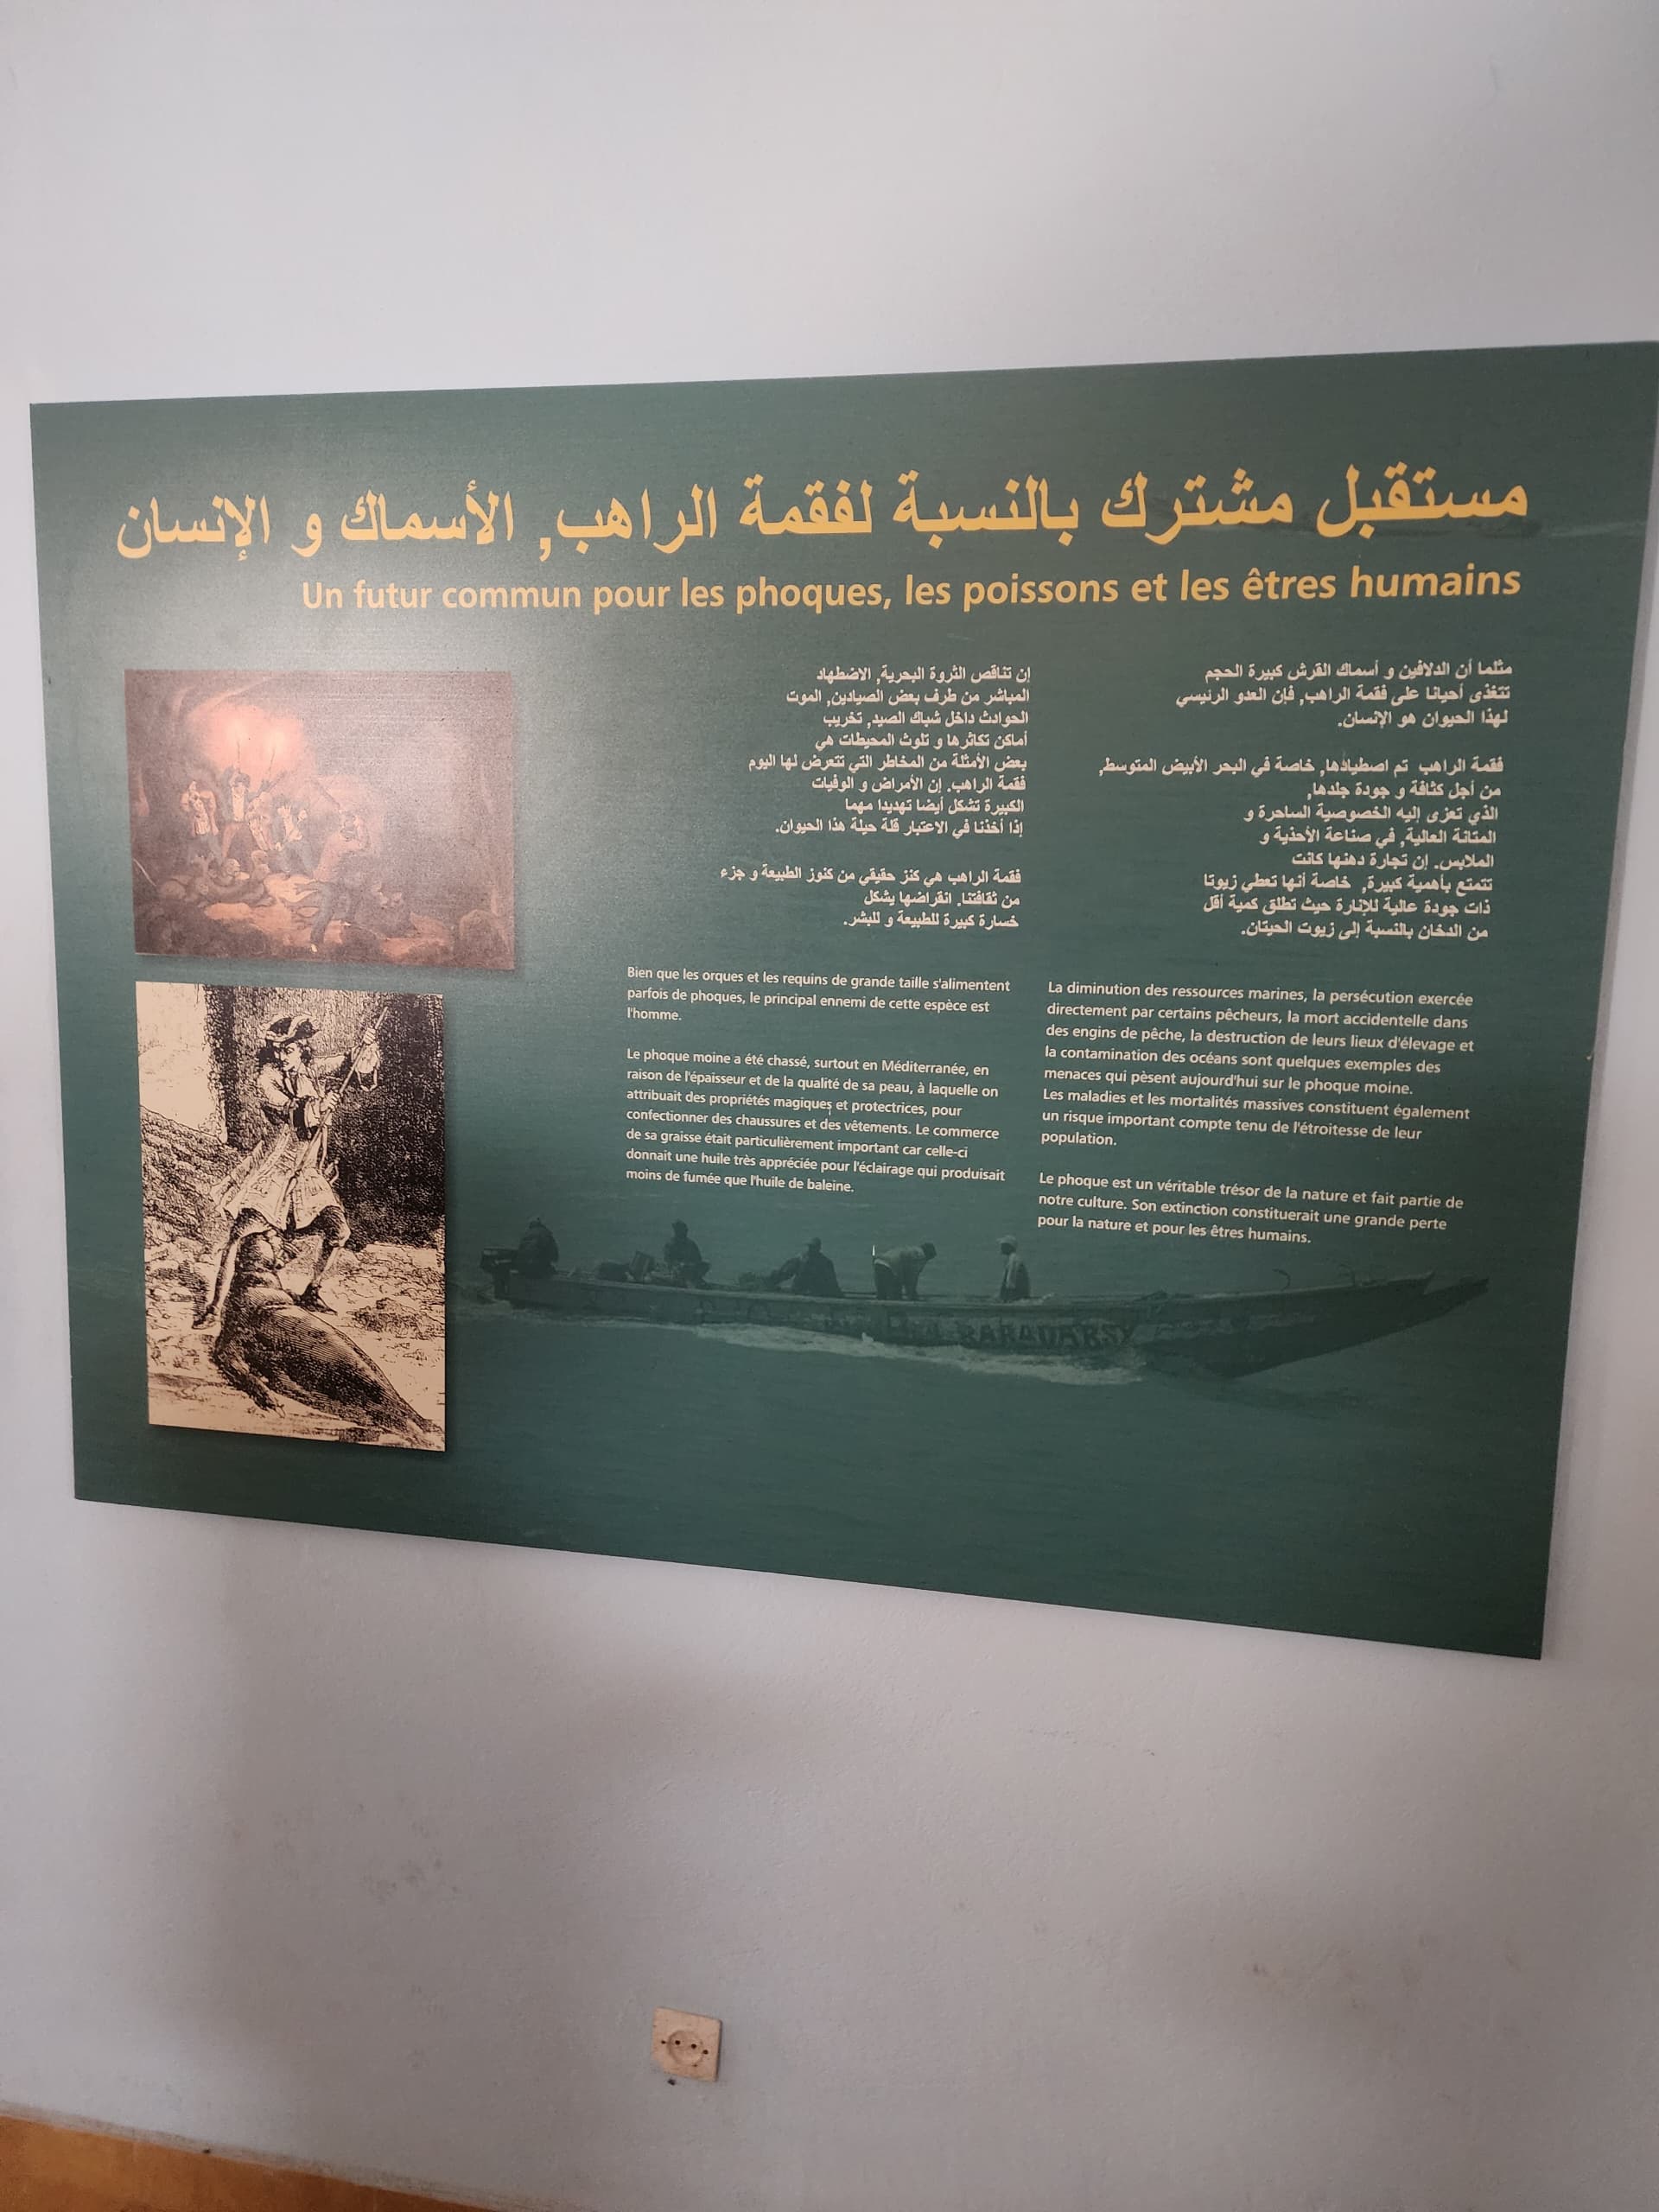 مستقبل مشترك بالنسبة لفقمة الراهب, الأسماك و الإنسان
Un futur commun pour les phoques, les poissons et les êtres humains
مثلما أن الدلافين و أسماك القرش كبيرة الحجم
تتغذى أحيانا على فقمة الراهب, فإن العدو الرئيسي
لهذا الحيوان هو الإنسان.
فقمة الراهب تم اصطيادها, خاصة في البحر الأبيض المتوسط,
من أجل كثافة و جودة جلدها,
الذي تعزى إليه الخصوصية الساحرة و
المتانة العالية, في صناعة الأحذية و
الملابس. إن تجارة دهنها كانت
تتمتع بأهمية كبيرة, خاصة أنها تعطي زيوتا
ذات جودة عالية للإنارة حيث تطلق كمية أقل
من الدخان بالنسبة إلى زيوت الحيتان.
إن تناقص الثروة البحرية, الاضطهاد
المباشر من طرف بعض الصيادين, الموت
الحوادث داخل شباك الصيد, تخريب
أماكن تكاثرها و تلوث المحيطات هي
بعض الأمثلة من المخاطر التي تتعرض لها اليوم
فقمة الراهب. إن الأمراض و الوفيات
الكبيرة تشكل أيضا تهديدا مهما
إذا أخذنا في الاعتبار قلة حيلة هذا الحيوان.
فقمة الراهب هي كنز حقيقي من كنوز الطبيعة و جزء
من ثقافتنا. انقراضها يشكل
خسارة كبيرة للطبيعة و للبشر.
Bien que les orques et les requins de grande taille s'alimentent
parfois de phoques, le principal ennemi de cette espèce est
l'homme.
Le phoque moine a été chassé, surtout en Méditerranée, en
raison de l'épaisseur et de la qualité de sa peau, à laquelle on
attribuait des propriétés magiques et protectrices, pour
confectionner des chaussures et des vêtements. Le commerce
de sa graisse était particulièrement important car celle-ci
donnait une huile très appréciée pour l'éclairage qui produisait
moins de fumée que l'huile de baleine.
La diminution des ressources marines, la persécution exercée
directement par certains pêcheurs, la mort accidentelle dans
des engins de pêche, la destruction de leurs lieux d'élevage et
la contamination des océans sont quelques exemples des
menaces qui pèsent aujourd'hui sur le phoque moine.
Les maladies et les mortalités massives constituent également
un risque important compte tenu de l'étroitesse de leur
population.
Le phoque est un véritable trésor de la nature et fait partie de
notre culture. Son extinction constituerait une grande perte
pour la nature et pour les êtres humains.